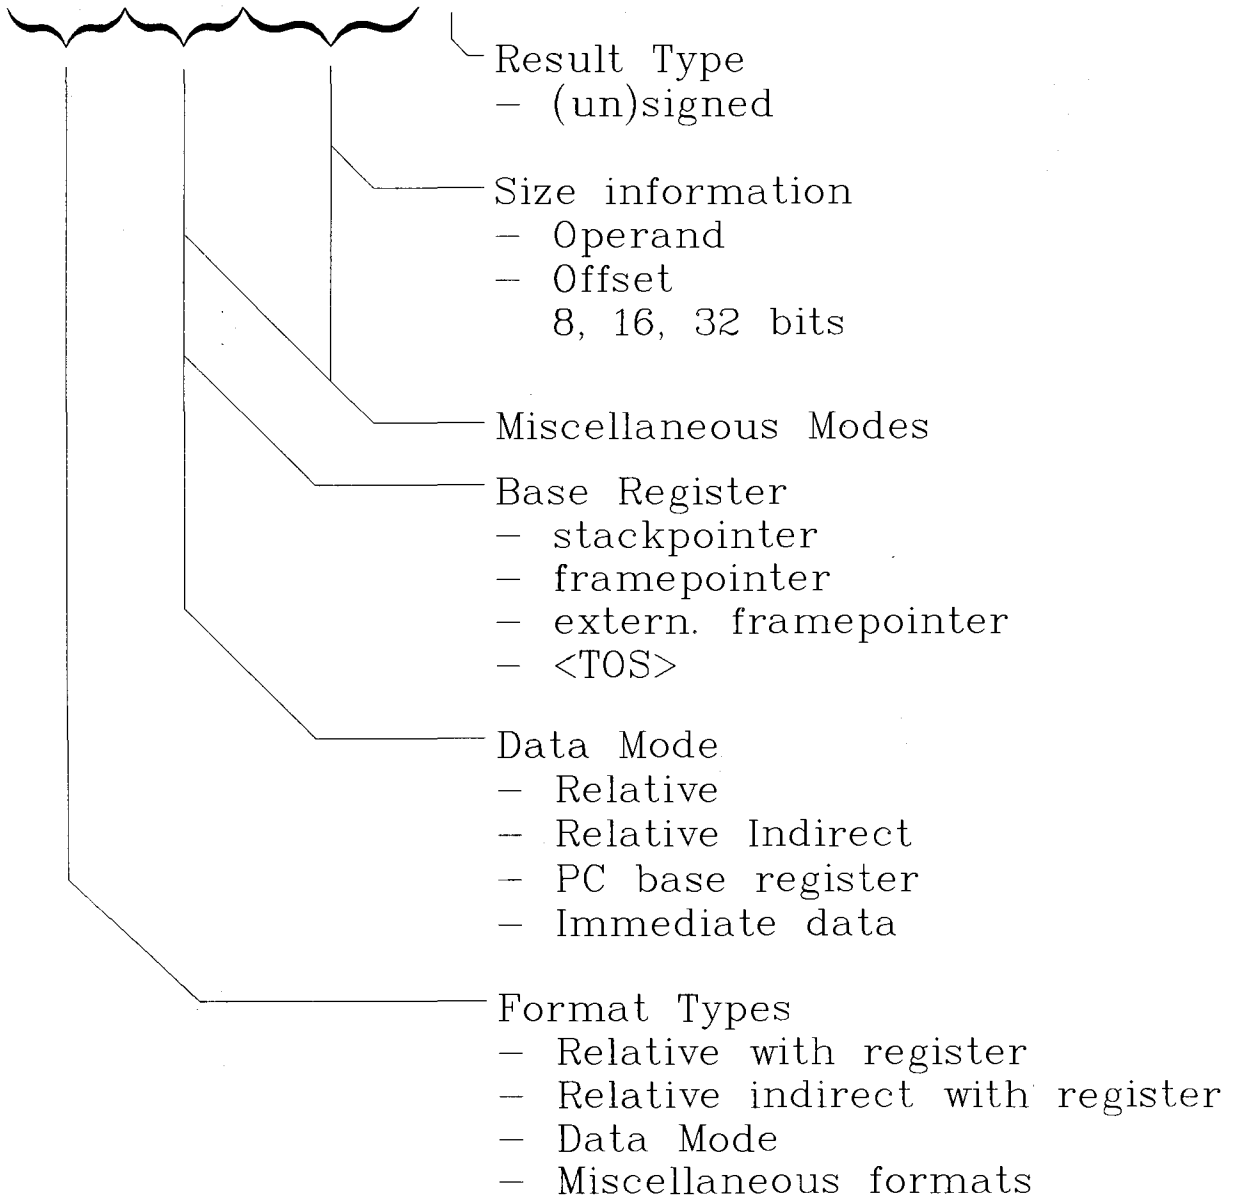 Result Type
− (un)signed
Size information
− Operand
− Offset
8, 16, 32 bits
Miscellaneous Modes
Base Register
− stackpointer
− framepointer
− extern. framepointer
− <TOS>
Data Mode
− Relative
− Relative Indirect
− PC base register
− Immediate data
Format Types
− Relative with register
− Relative indirect with register
− Data Mode
− Miscellaneous formats